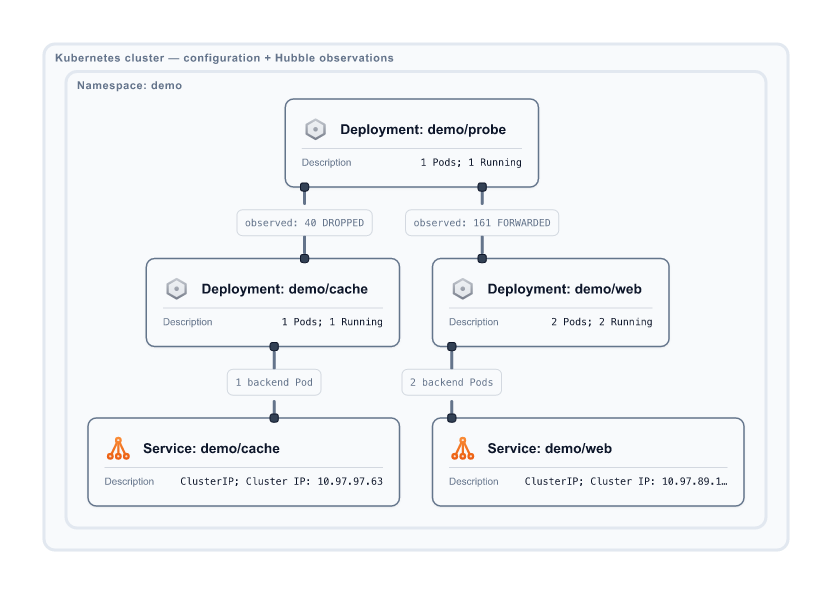 Kubernetes cluster — configuration + Hubble observations
Namespace: demo
Deployment: demo/probe
Description 1 Pods; 1 Running
observed: 40 DROPPED
observed: 161 FORWARDED
Deployment: demo/cache
Description 1 Pods; 1 Running
Deployment: demo/web
Description 2 Pods; 2 Running
1 backend Pod
2 backend Pods
Service: demo/cache
Description ClusterIP; Cluster IP: 10.97.97.63
Service: demo/web
Description ClusterIP; Cluster IP: 10.97.89.1…